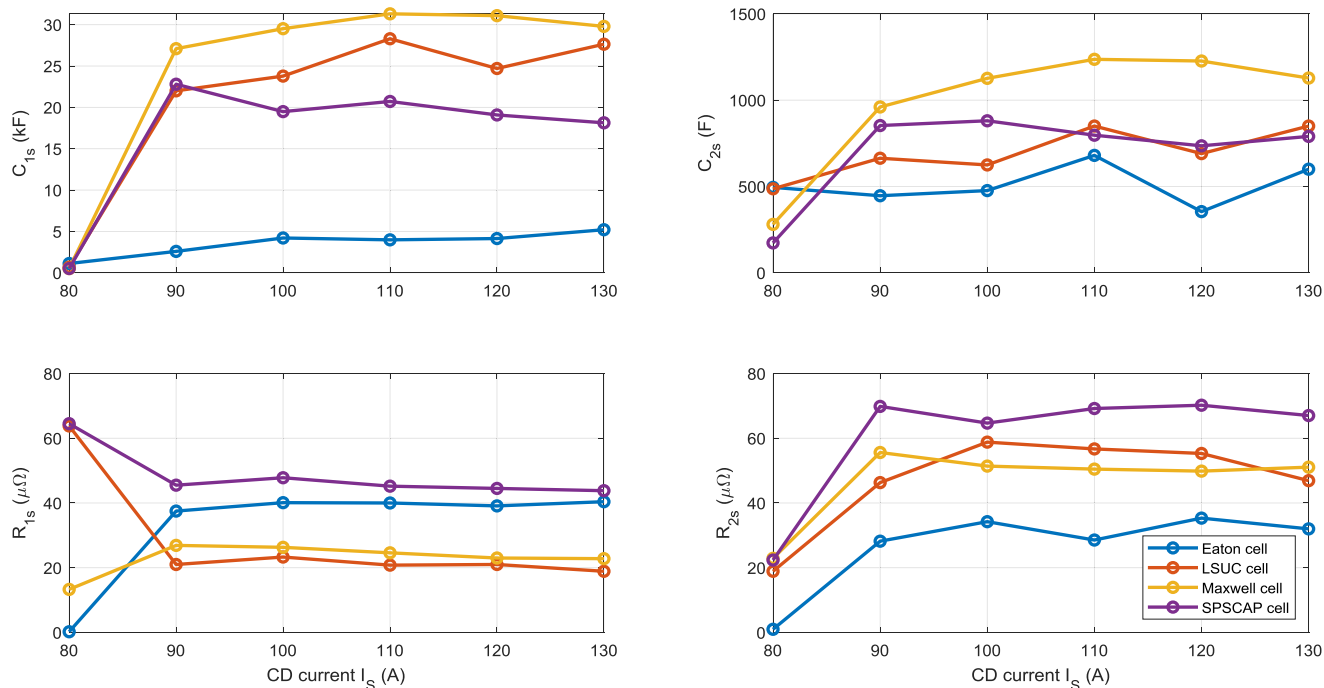 30
25
20
15
10
5
0
C1s (kF)
80 90 100 110 120 130
1500
1000
500
0
C2s (F)
80 90 100 110 120 130
80
60
40
20
0
R1s (μΩ)
80 90 100 110 120 130
CD current IS (A)
80
60
40
20
0
R2s (μΩ)
Eaton cell
LSUC cell
Maxwell cell
SPSCAP cell
80 90 100 110 120 130
CD current IS (A)